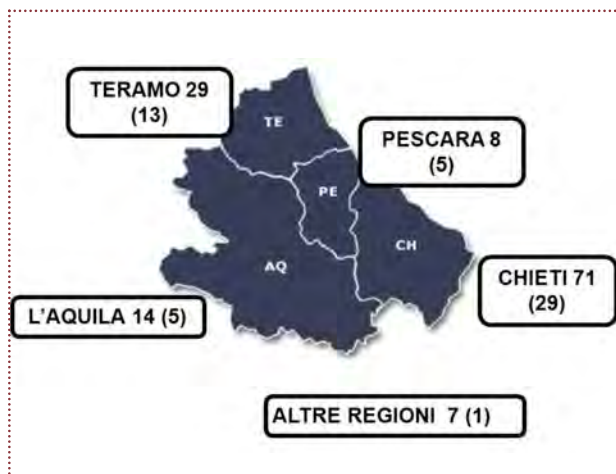 TERAMO 29
(13)
TE
PESCARA 8
(5)
PE
CH
AQ
CHIETI 71
(29)
L'AQUILA 14 (5)
ALTRE REGIONI 7 (1)